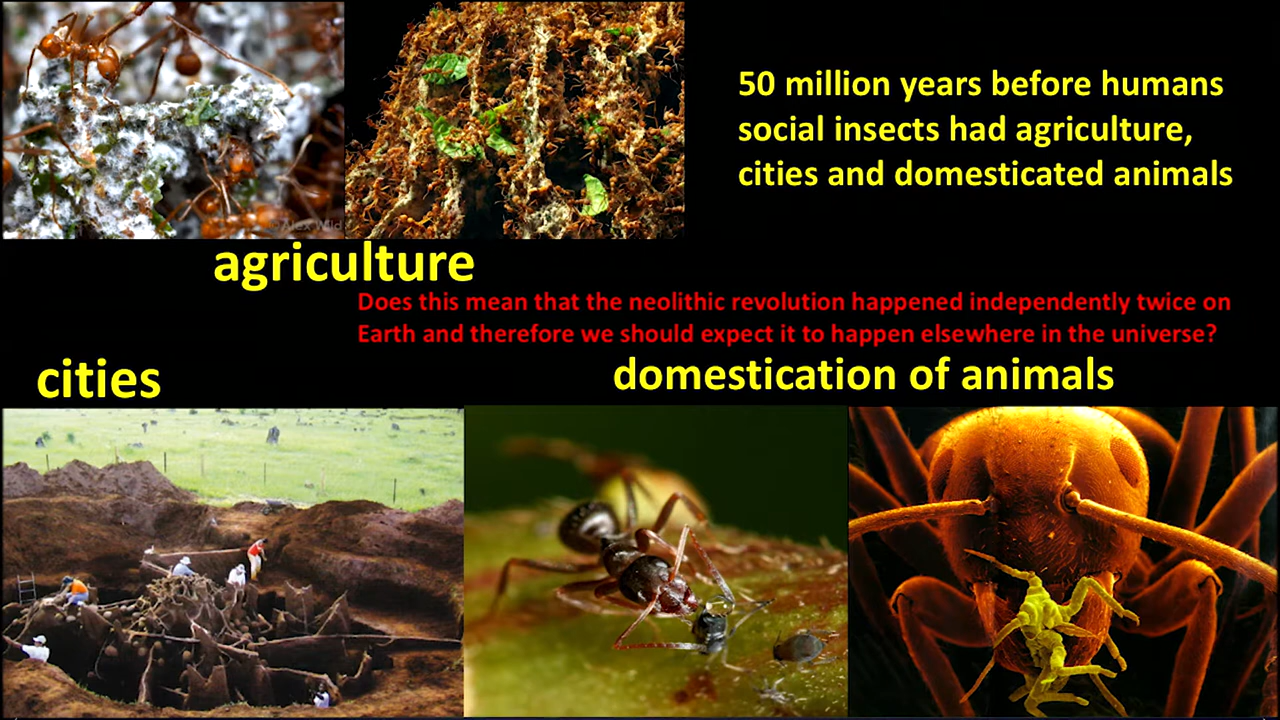 50 million years before humans
social insects had agriculture,
cities and domesticated animals
agriculture
Does this mean that the neolithic revolution happened independently twice on
Earth and therefore we should expect it to happen elsewhere in the universe?
cities
domestication of animals